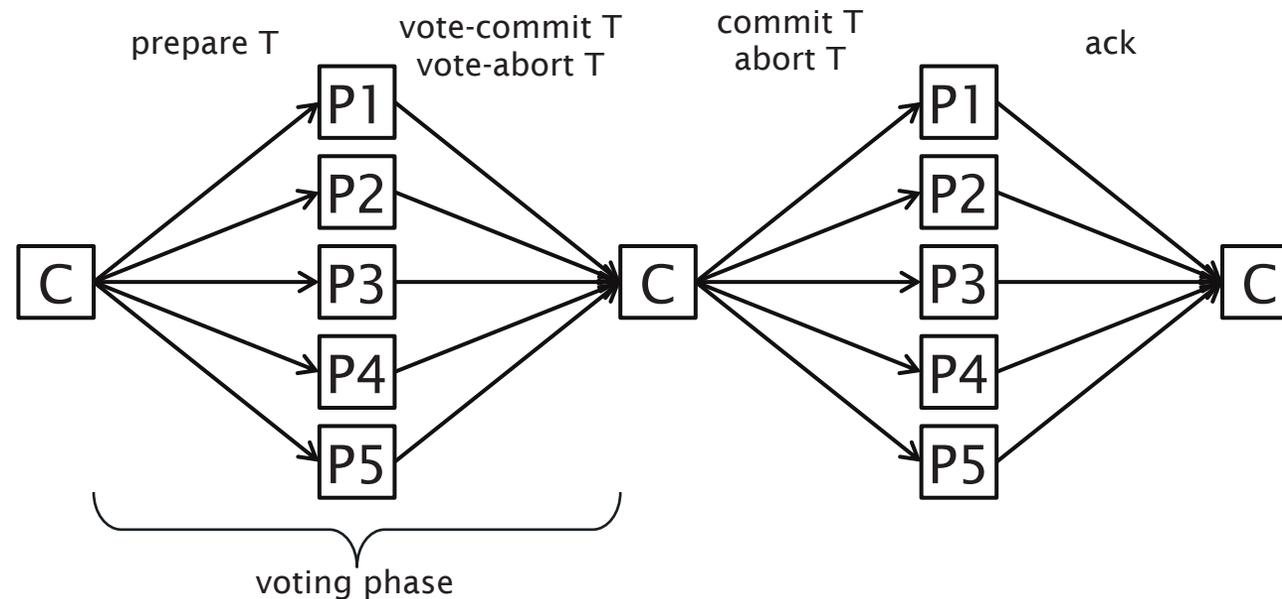 prepare T
vote-commit T
vote-abort T
commit T
abort T
ack
C
P1
P2
P3
P4
P5
C
P1
P2
P3
P4
P5
C
voting phase